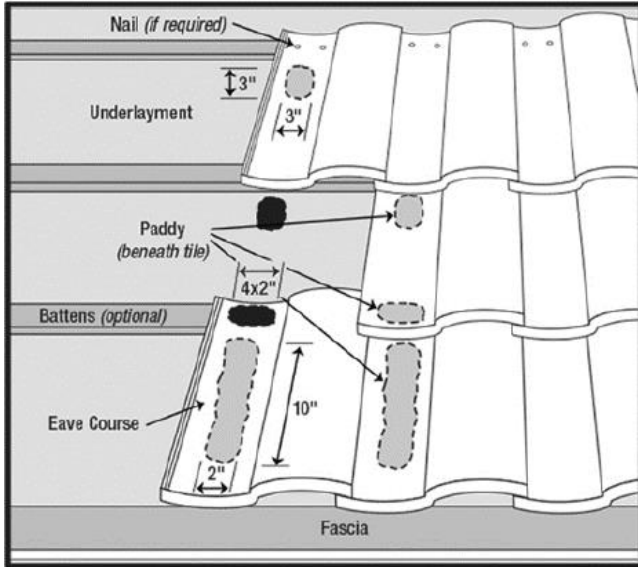 Nail (if required)
3"
Underlayment
3"
Paddy
(beneath tile)
4x2"
Battens (optional)
10"
Eave Course
2"
Fascia